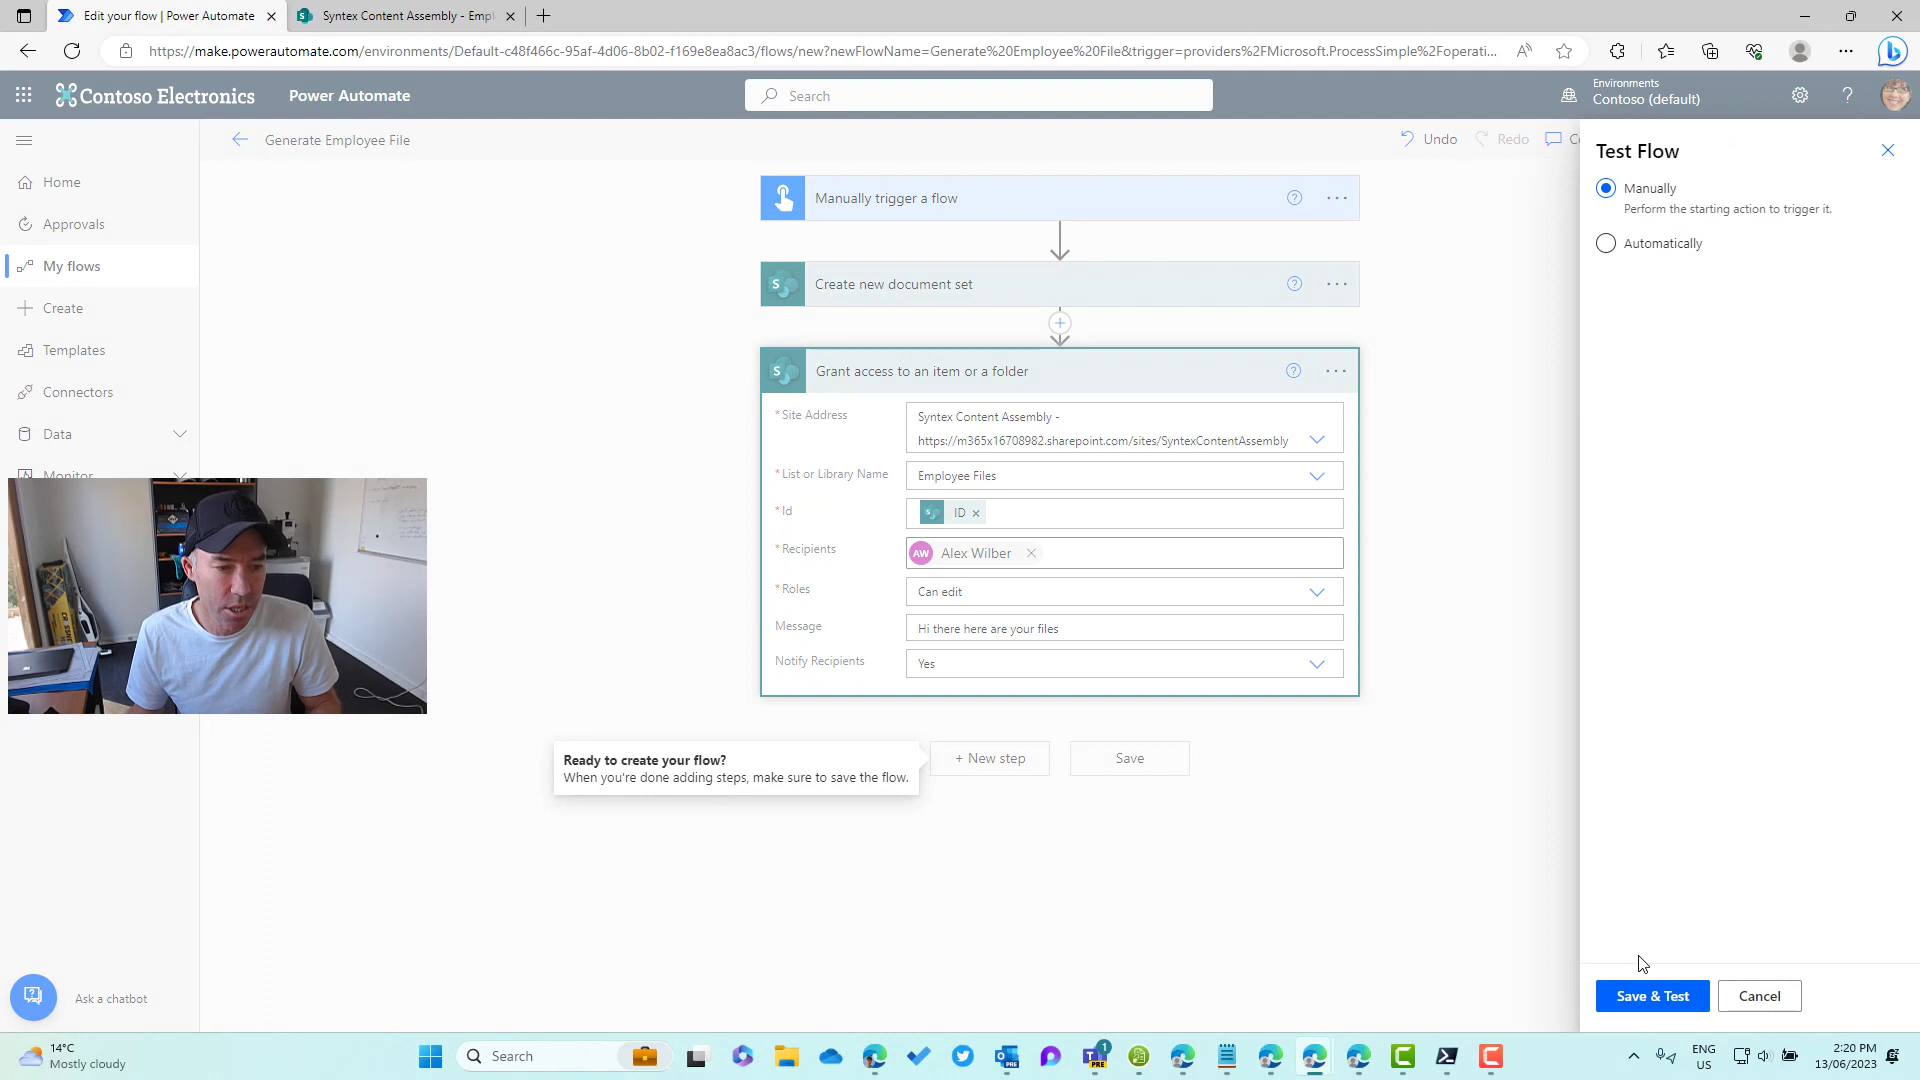 Edit your flow | Power Automate
Syntex Content Assembly - Empl
https://make.powerautomate.com/environments/Default-c48f466c-95af-4d06-8b02-f169e8ea8ac3/flows/new?newFlowName=Generate%20Employee%20File&trigger=providers%2FMicrosoft.ProcessSimple%2Foperati...
Contoso Electronics
Power Automate
Search
Environments
Contoso (default)
Generate Employee File
Undo
Redo
Home
Approvals
My flows
Create
Templates
Connectors
Data
Monitor
Manually trigger a flow
Create new document set
Grant access to an item or a folder
* Site Address
Syntex Content Assembly -
https://m365x16708982.sharepoint.com/sites/SyntexContentAssembly
* List or Library Name
Employee Files
* Id
ID
* Recipients
AW
Alex Wilber
* Roles
Can edit
Message
Hi there here are your files
Notify Recipients
Yes
Ready to create your flow?
When you're done adding steps, make sure to save the flow.
+ New step
Save
Test Flow
Manually
Perform the starting action to trigger it.
Automatically
Save & Test
Cancel
Ask a chatbot
14°C
Mostly cloudy
Search
ENG
US
2:20 PM
13/06/2023